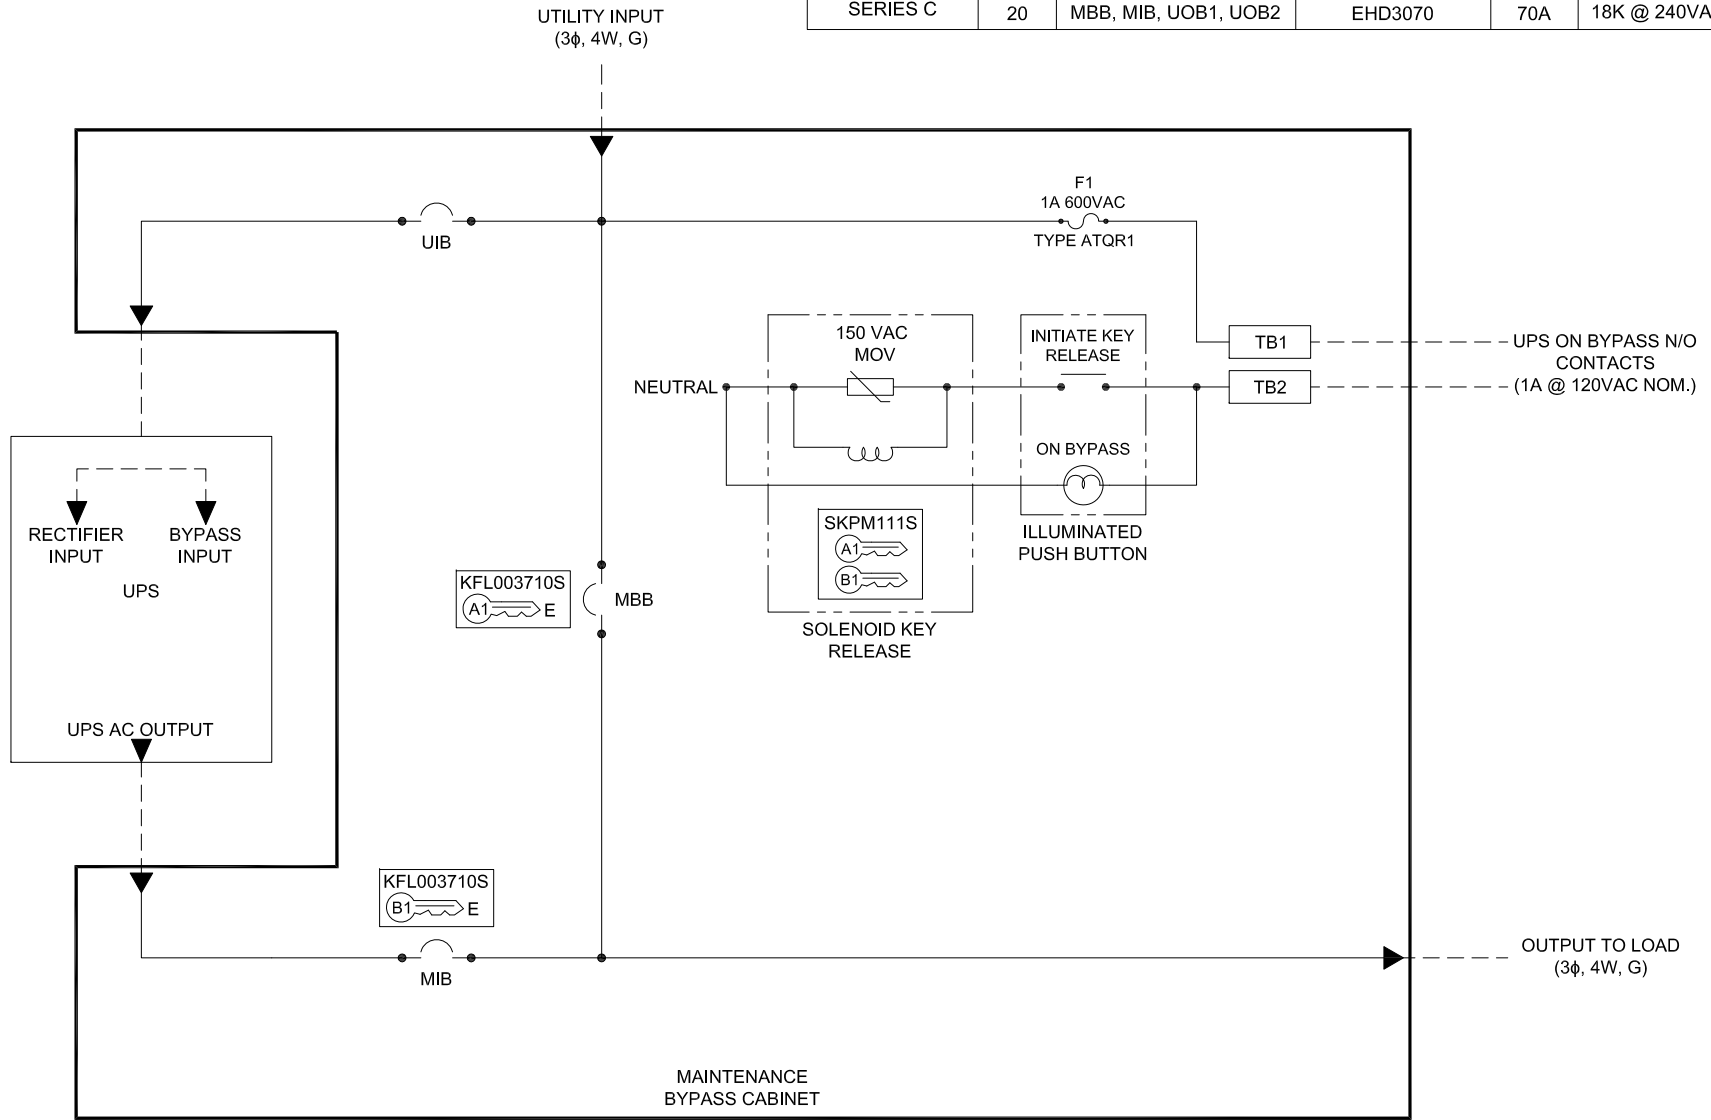 SERIES C 20 MBB, MIB, UOB1, UOB2 EHD3070 70A 18K @ 240VA
UTILITY INPUT
(3ϕ, 4W, G)
F1
1A 600VAC
TYPE ATQR1
UIB
150 VAC
MOV
INITIATE KEY
RELEASE
TB1
TB2
UPS ON BYPASS N/O
CONTACTS
(1A @ 120VAC NOM.)
NEUTRAL
ON BYPASS
ILLUMINATED
PUSH BUTTON
SKPM111S
A1
B1
SOLENOID KEY
RELEASE
RECTIFIER
INPUT
BYPASS
INPUT
UPS
KFL003710S
A1 E
MBB
UPS AC OUTPUT
KFL003710S
B1 E
MIB
OUTPUT TO LOAD
(3ϕ, 4W, G)
MAINTENANCE
BYPASS CABINET